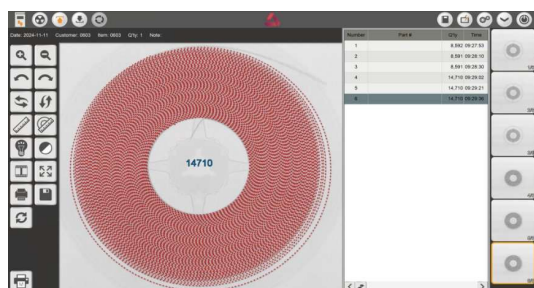 Date: 2024-11-11 Customer: 0603 Item: 0603 Q'ty: 1 Note:
Number Part # Q'ty Time
1 8,592 09:27:53
2 8,591 09:28:10
3 8,591 09:28:30
4 14,710 09:29:02
5 14,710 09:29:21
6 14,710 09:29:36
14710